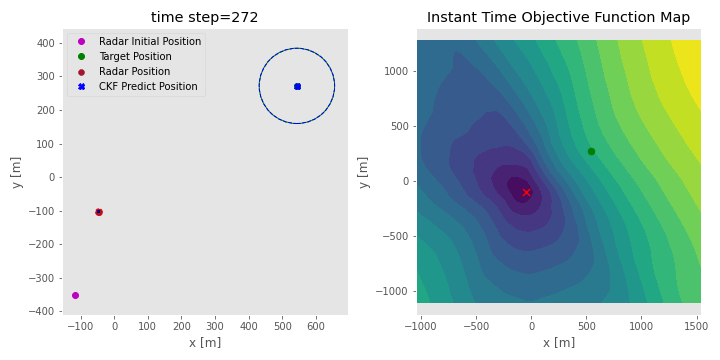 time step=272
Radar Initial Position
Target Position
Radar Position
CKF Predict Position
400
300
200
100
0
−100
−200
−300
−400
y [m]
−100 0 100 200 300 400 500 600
x [m]
Instant Time Objective Function Map
1000
500
0
−500
−1000
y [m]
−1000 −500 0 500 1000 1500
x [m]